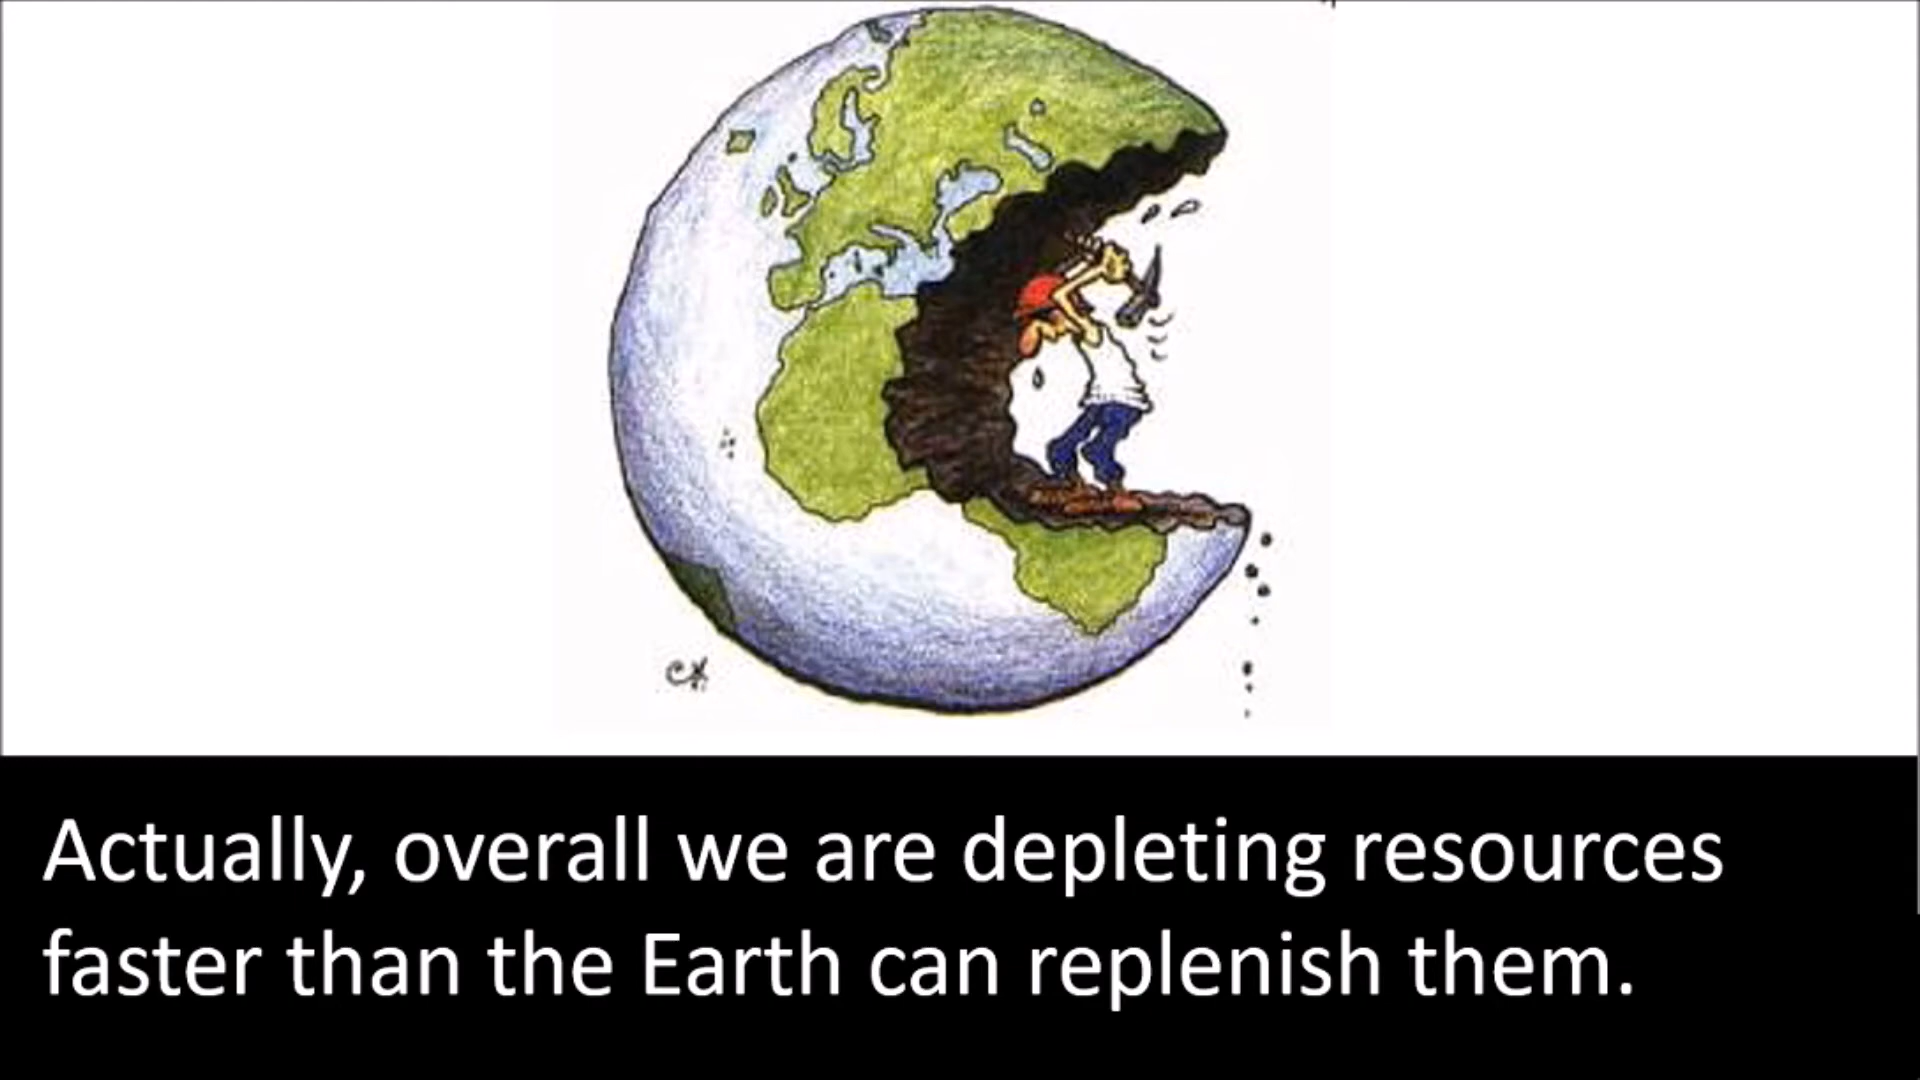 Actually, overall we are depleting resources
faster than the Earth can replenish them.